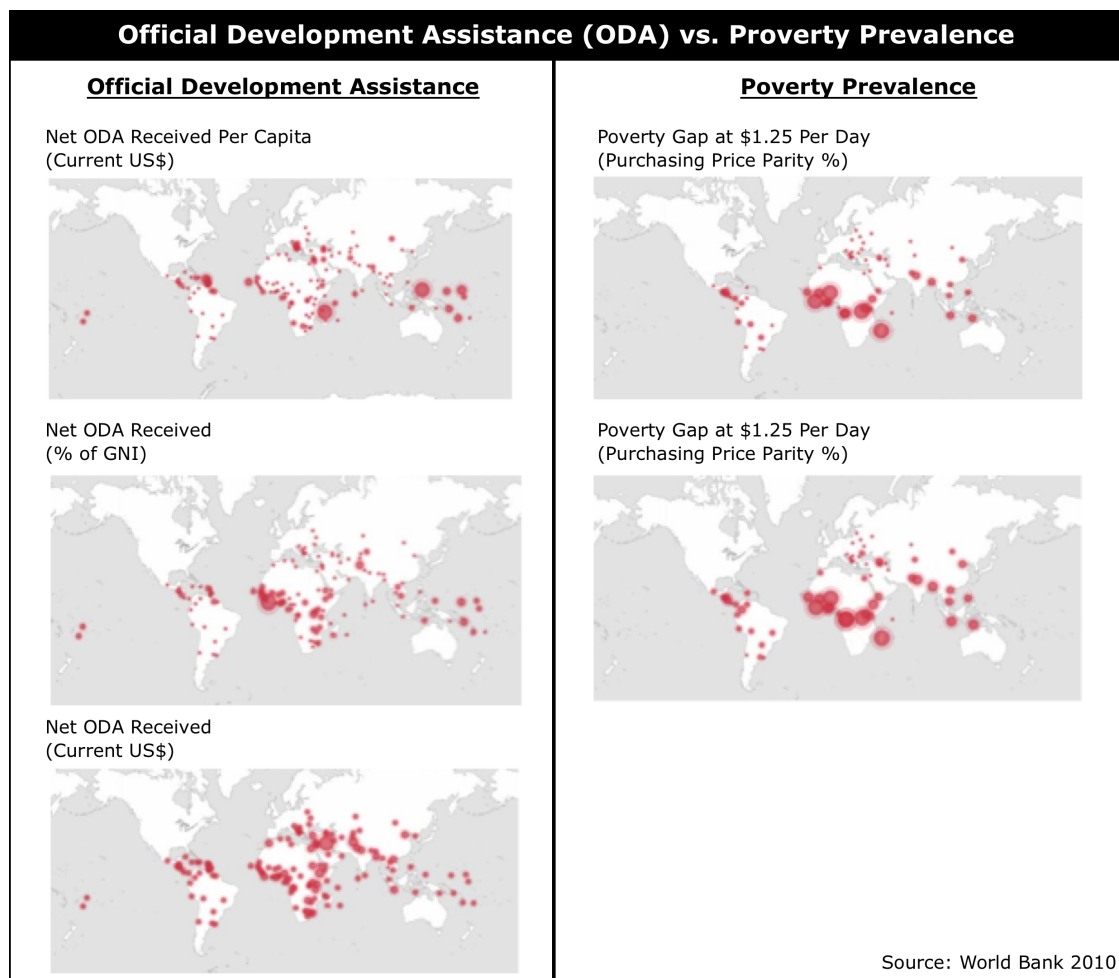 Official Development Assistance (ODA) vs. Proverty Prevalence
Official Development Assistance
Net ODA Received Per Capita
(Current US$)
Net ODA Received
(% of GNI)
Net ODA Received
(Current US$)
Poverty Prevalence
Poverty Gap at $1.25 Per Day
(Purchasing Price Parity %)
Poverty Gap at $1.25 Per Day
(Purchasing Price Parity %)
Source: World Bank 2010